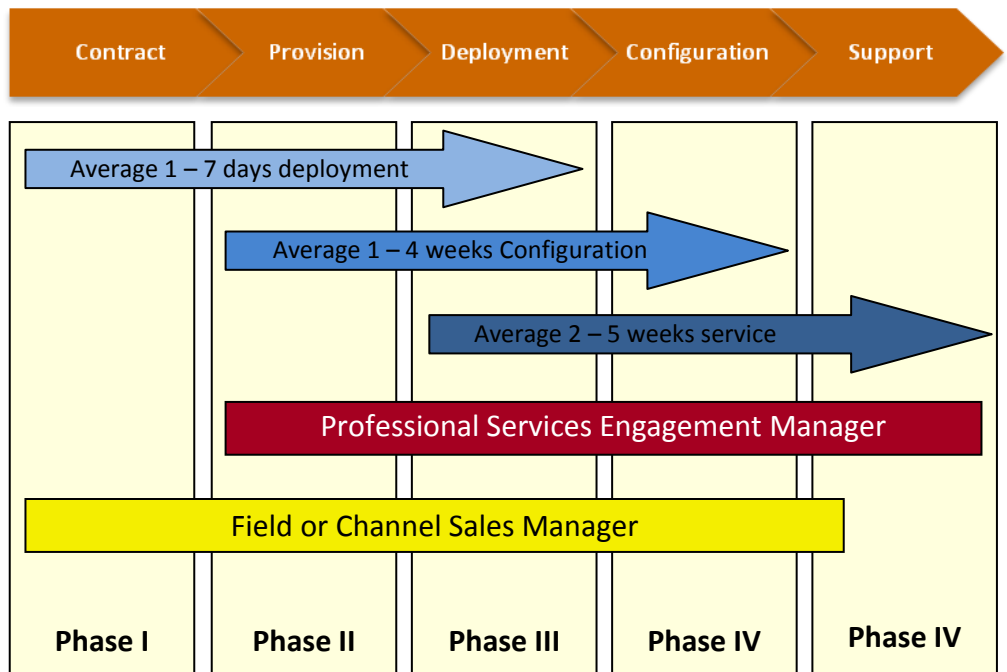 Contract
Provision
Deployment
Configuration
Support
Average 1 – 7 days deployment
Average 1 – 4 weeks Configuration
Average 2 – 5 weeks service
Professional Services Engagement Manager
Field or Channel Sales Manager
Phase I
Phase II
Phase III
Phase IV
Phase IV